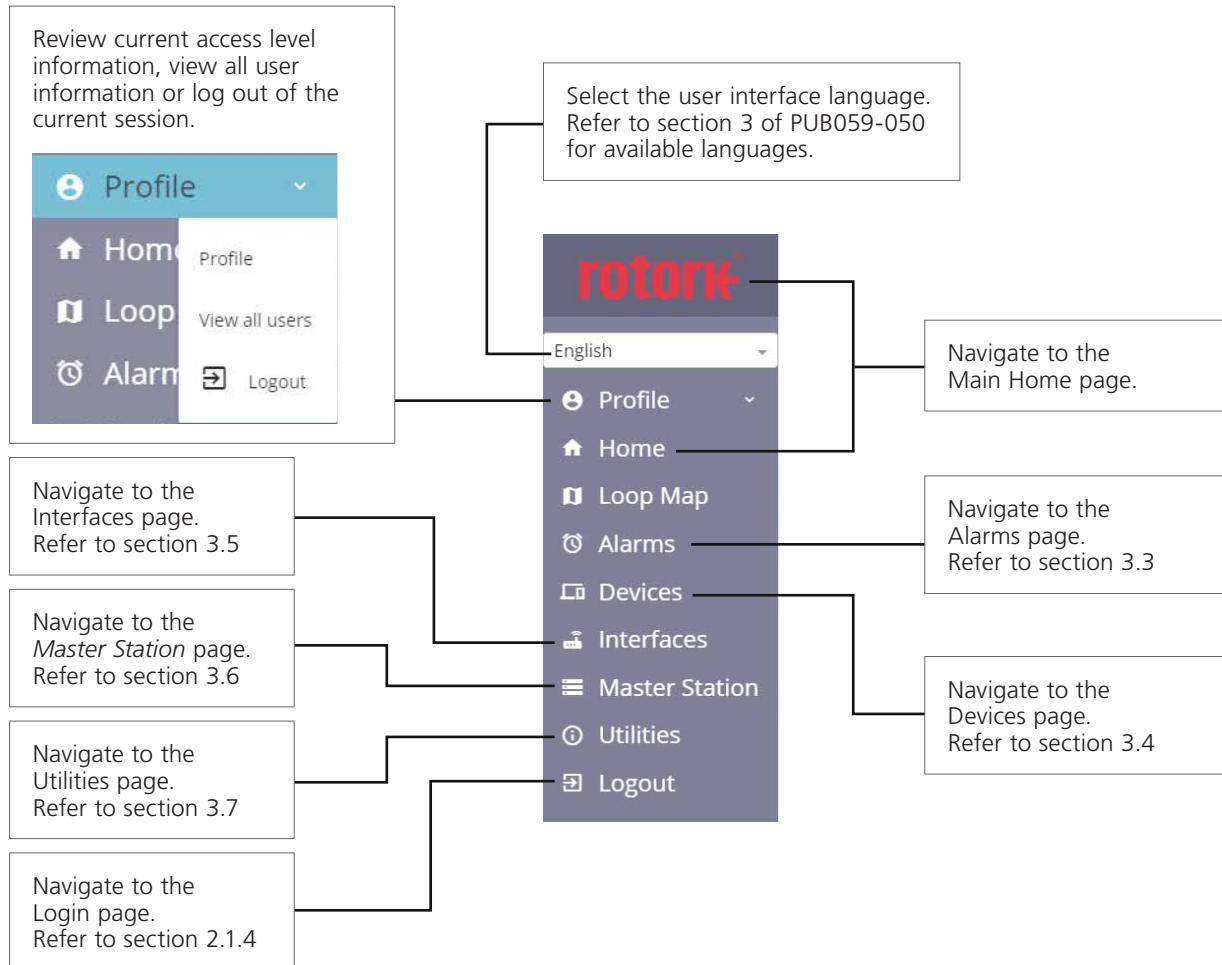 Review current access level
information, view all user
information or log out of the
current session.
Profile
Home
Profile
Loop
View all users
Alarm
Logout
Select the user interface language.
Refer to section 3 of PUB059-050
for available languages.
rotork
English
Profile
Home
Loop Map
Alarms
Devices
Interfaces
Master Station
Utilities
Logout
Navigate to the
Main Home page.
Navigate to the
Alarms page.
Refer to section 3.3
Navigate to the
Devices page.
Refer to section 3.4
Navigate to the
Interfaces page.
Refer to section 3.5
Navigate to the
Master Station page.
Refer to section 3.6
Navigate to the
Utilities page.
Refer to section 3.7
Navigate to the
Login page.
Refer to section 2.1.4